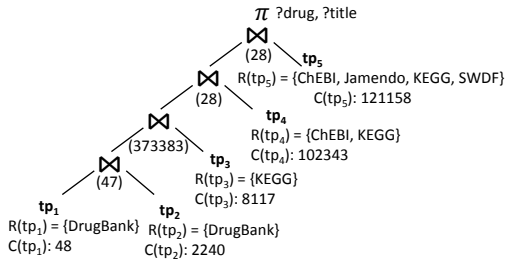 π ?drug, ?title
⋈
(28)
tp5
R(tp5) = {ChEBI, Jamendo, KEGG, SWDF}
C(tp5): 121158
⋈
(28)
tp4
R(tp4) = {ChEBI, KEGG}
C(tp4): 102343
⋈
(373383)
tp3
R(tp3) = {KEGG}
C(tp3): 8117
⋈
(47)
tp1
R(tp1) = {DrugBank}
C(tp1): 48
tp2
R(tp2) = {DrugBank}
C(tp2): 2240